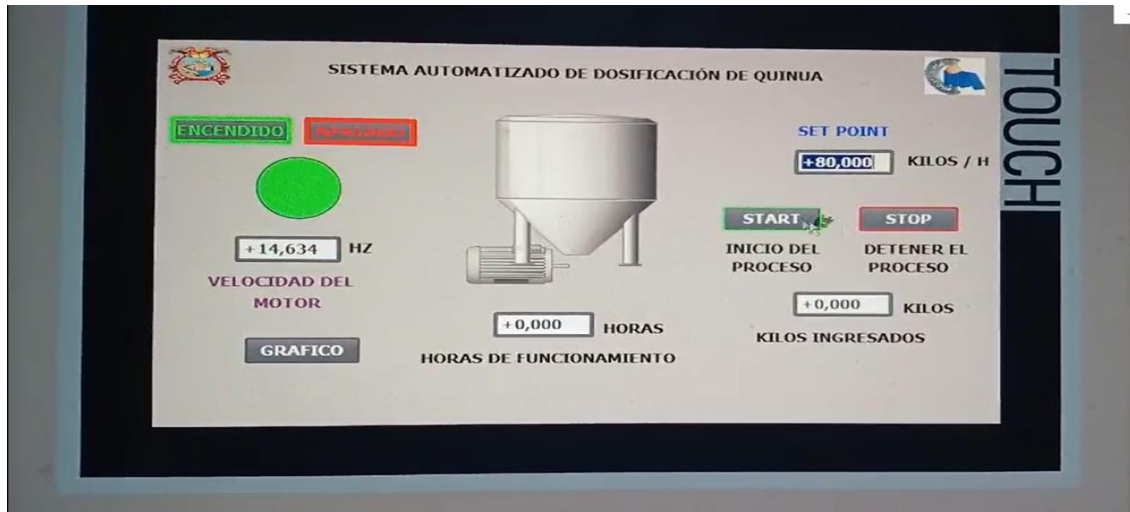 SISTEMA AUTOMATIZADO DE DOSIFICACIÓN DE QUINUA
TOUCH
ENCENDIDO
SET POINT
+80,000 KILOS / H
START
STOP
+14,634 HZ
INICIO DEL
PROCESO
DETENER EL
PROCESO
VELOCIDAD DEL
MOTOR
+0,000 KILOS
KILOS INGRESADOS
+0,000 HORAS
HORAS DE FUNCIONAMIENTO
GRAFICO